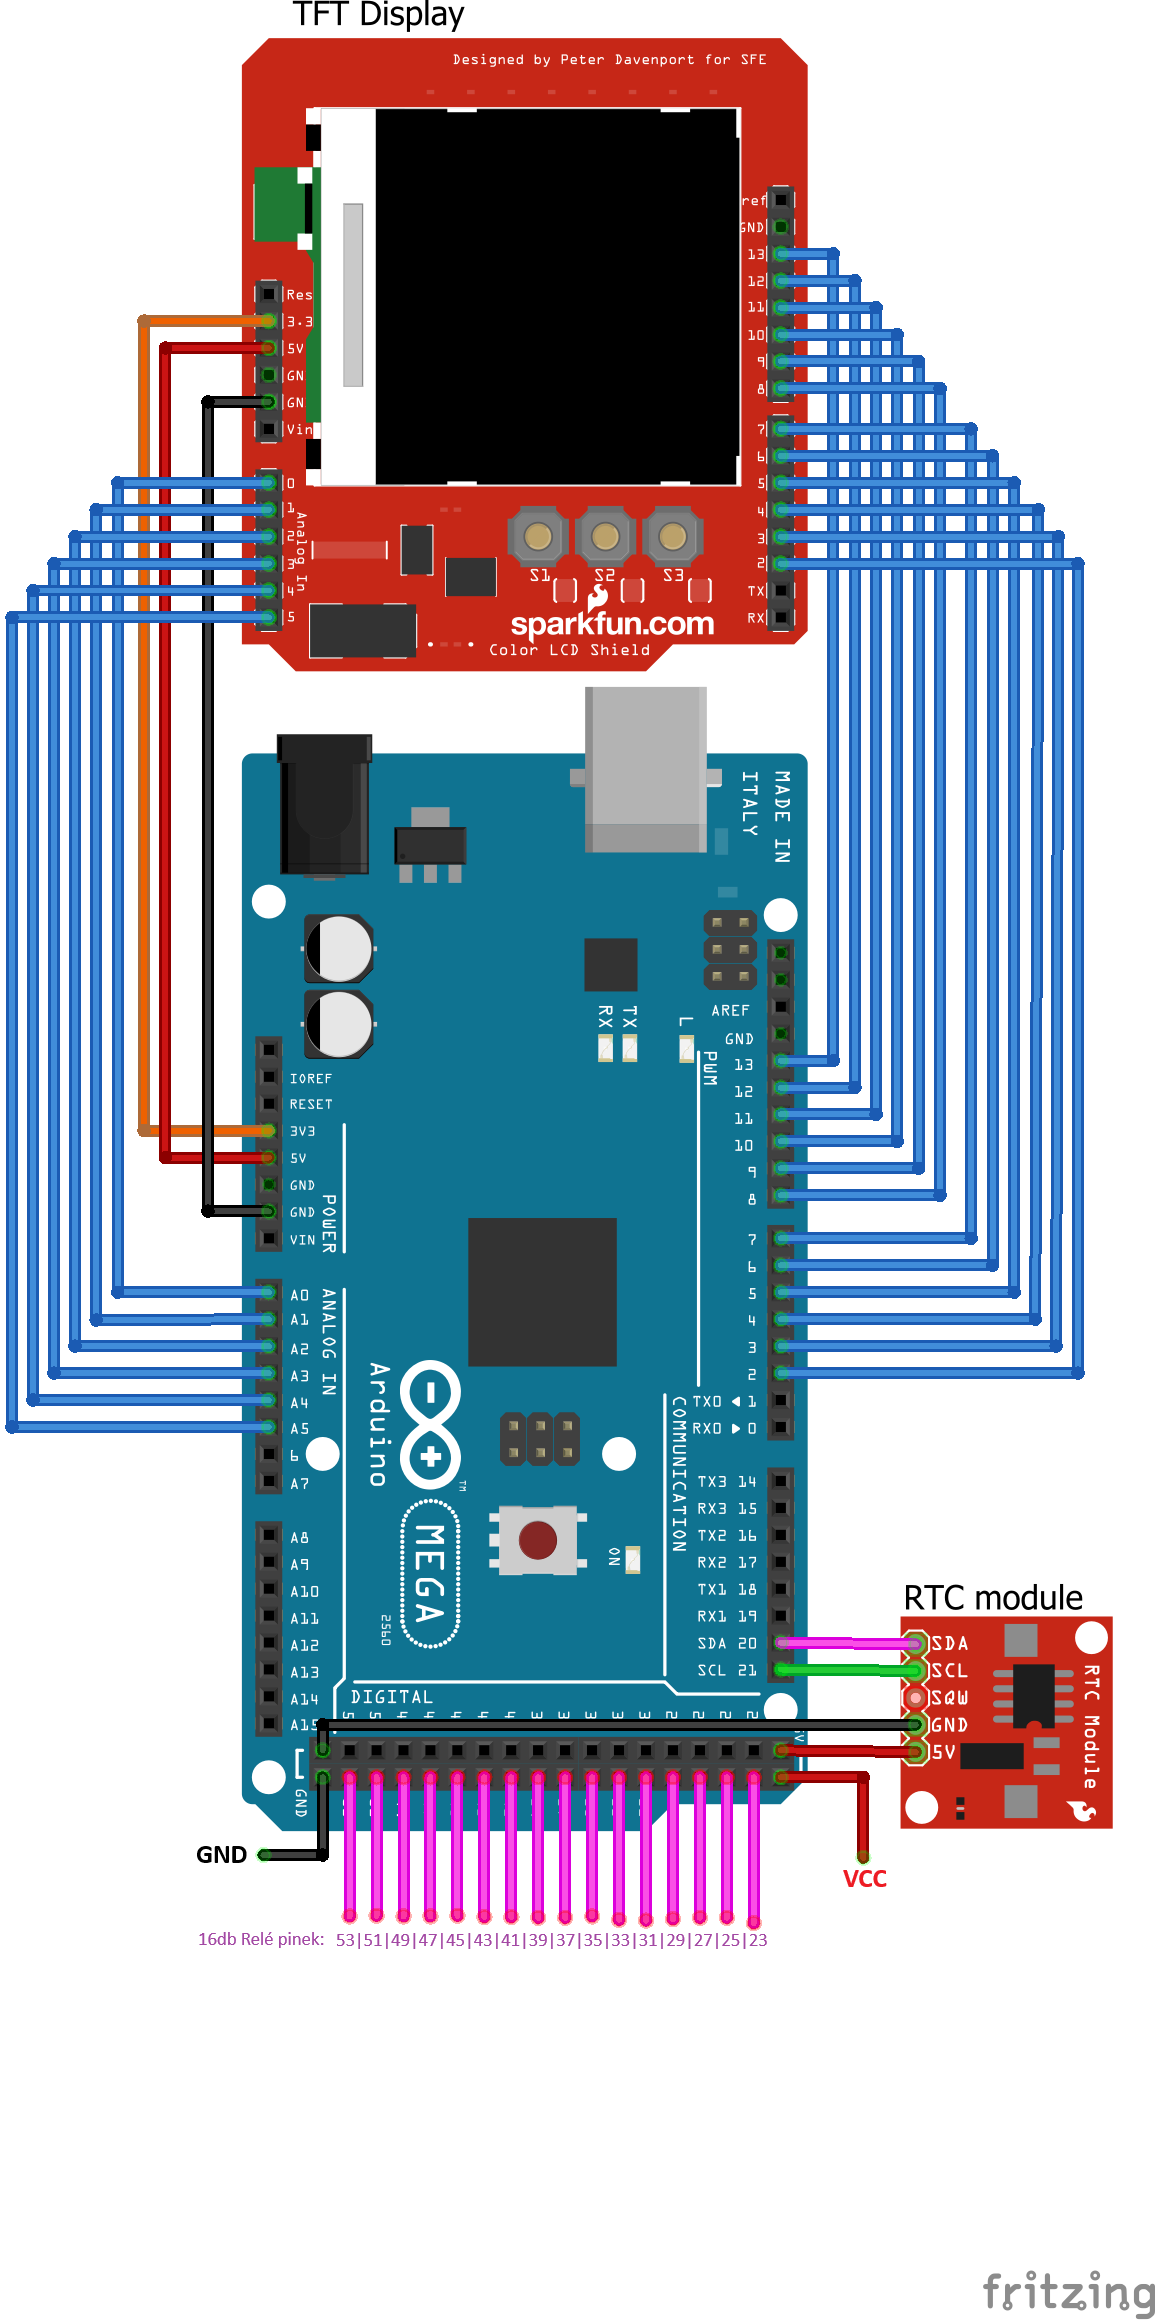 TFT Display
Designed by Peter Davenport for SFE
ref
GND
13
12
11
10
9
8
7
6
5
4
3
2
TX
RX
Res
3.3
5V
GN
GN
Vin
0
1
2
3
4
5
Analog In
S1 S2 S3
sparkfun.com
Color LCD Shield
MADE IN
ITALY
RX TX L
PWM
AREF
GND
13
12
11
10
9
8
7
6
5
4
3
2
TX0 ◀ 1
RX0 ▶ 0
COMMUNICATION
TX3 14
RX3 15
TX2 16
RX2 17
TX1 18
RX1 19
SDA 20
SCL 21
IOREF
RESET
3V3
5V
GND
GND
VIN
POWER
A0
A1
A2
A3
A4
A5
6
A7
ANALOG IN
A8
A9
A10
A11
A12
A13
A14
A15
Arduino
TM
MEGA
2560
ON
DIGITAL
GND
RTC module
SDA
SCL
SQW
GND
5V
RTC Module
GND
VCC
16db Relé pinek: 53|51|49|47|45|43|41|39|37|35|33|31|29|27|25|23
fritzing